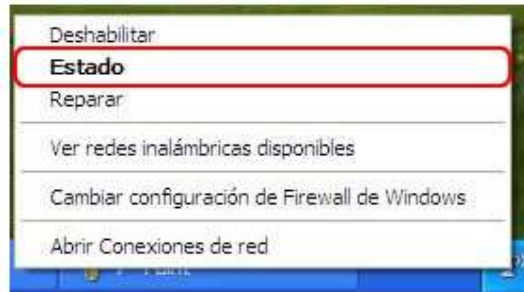 Deshabilitar
Estado
Reparar
Ver redes inalámbricas disponibles
Cambiar configuración de Firewall de Windows
Abrir Conexiones de red